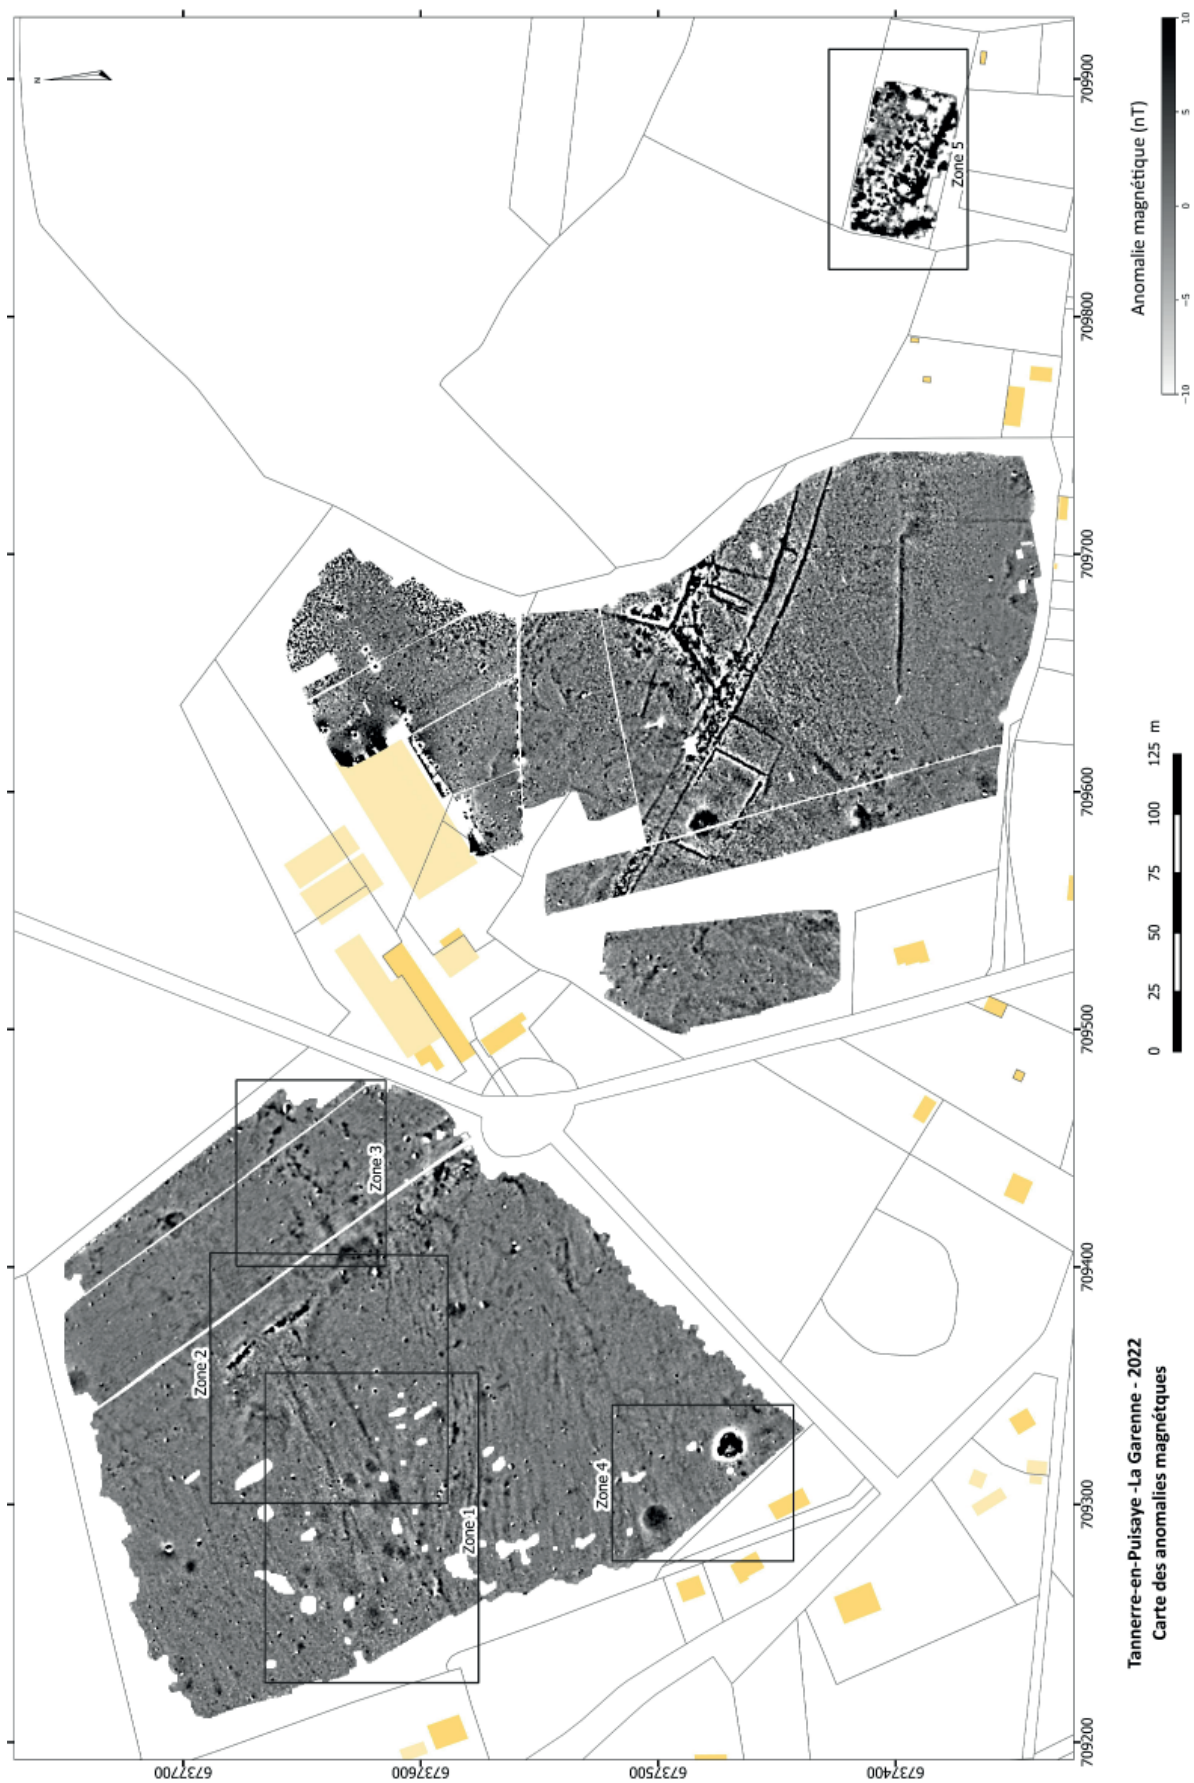 N
Zone 5
Zone 3
Zone 2
Zone 1
Zone 4
709900
709800
709700
709600
709500
709400
709300
709200
6737700
6737600
6737500
6737400
Anomalie magnétique (nT)
−10
−5
0
5
10
0
25
50
75
100
125 m
Tannerre-en-Puisaye -La Garenne - 2022
Carte des anomalies magnétques